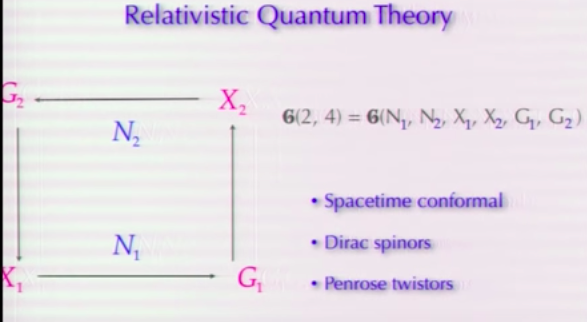 Relativistic Quantum Theory
G₂ X₂
N₂
6(2, 4) = 6(N₁, N₂, X₁, X₂, G₁, G₂)
N₁
X₁ G₁
• Spacetime conformal
• Dirac spinors
• Penrose twistors